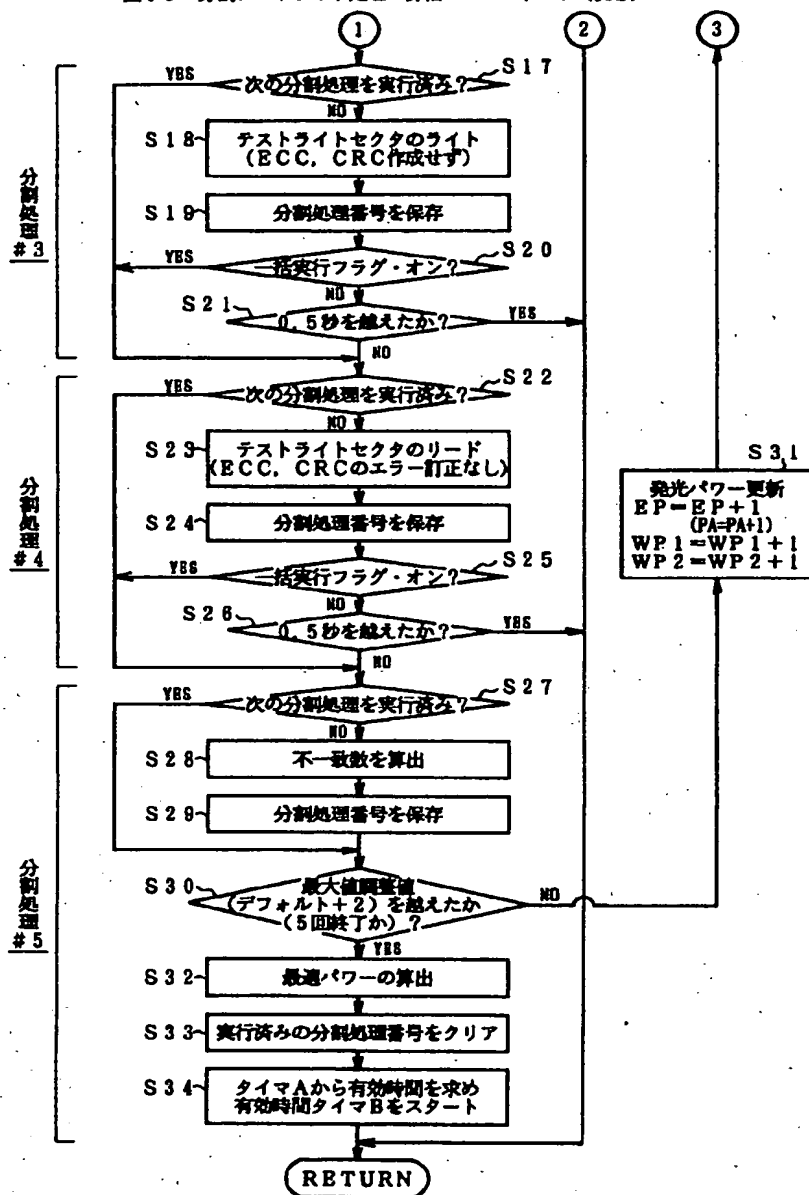 ① ② ③
S17
次の分割処理を実行済み?
YES
NO
S18
テストライトセクタのライト
(ECC, CRC作成せず)
S19
分割処理番号を保存
S20
一括実行フラグ・オン?
YES
NO
S21
0.5秒を越えたか?
YES
NO
分割処理
#3
S22
次の分割処理を実行済み?
YES
NO
S23
テストライトセクタのリード
(ECC, CRCのエラー訂正なし)
S24
分割処理番号を保存
S25
一括実行フラグ・オン?
YES
NO
S26
0.5秒を越えたか?
YES
NO
分割処理
#4
S31
発光パワー更新
EP=EP+1
(PA=PA+1)
WP1=WP1+1
WP2=WP2+1
S27
次の分割処理を実行済み?
YES
NO
S28
不一致数を算出
S29
分割処理番号を保存
S30
最大値調整値
(デフォルト+2)を越えたか
(5回終了か)?
NO
YES
分割処理
#5
S32
最適パワーの算出
S33
実行済みの分割処理番号をクリア
S34
タイマAから有効時間を求め
有効時間タイマBをスタート
RETURN